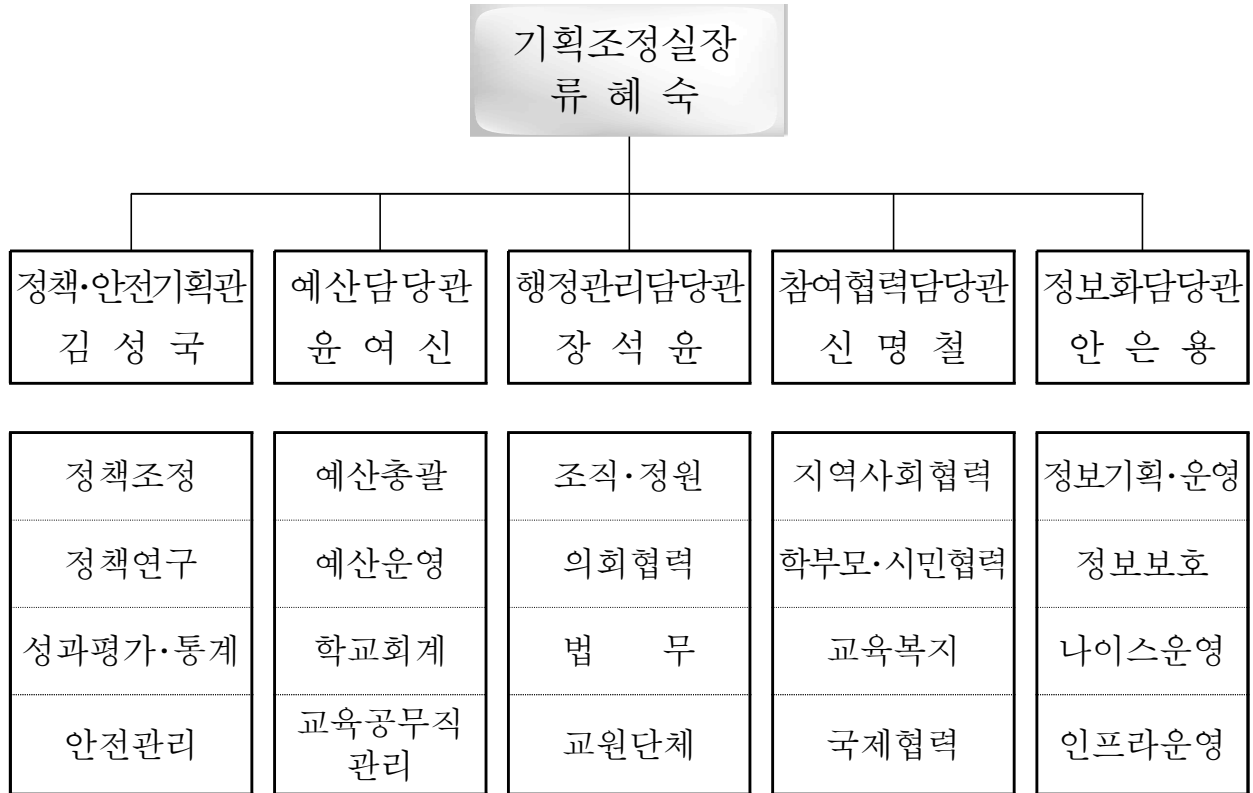 기획조정실장
류 혜 숙
정책·안전기획관
김 성 국
예산담당관
윤 여 신
행정관리담당관
장 석 윤
참여협력담당관
신 명 철
정보화담당관
안 은 용
정책조정
예산총괄
조직·정원
지역사회협력
정보기획·운영
정책연구
예산운영
의회협력
학부모·시민협력
정보보호
성과평가·통계
학교회계
법 무
교육복지
나이스운영
안전관리
교육공무직
관리
교원단체
국제협력
인프라운영